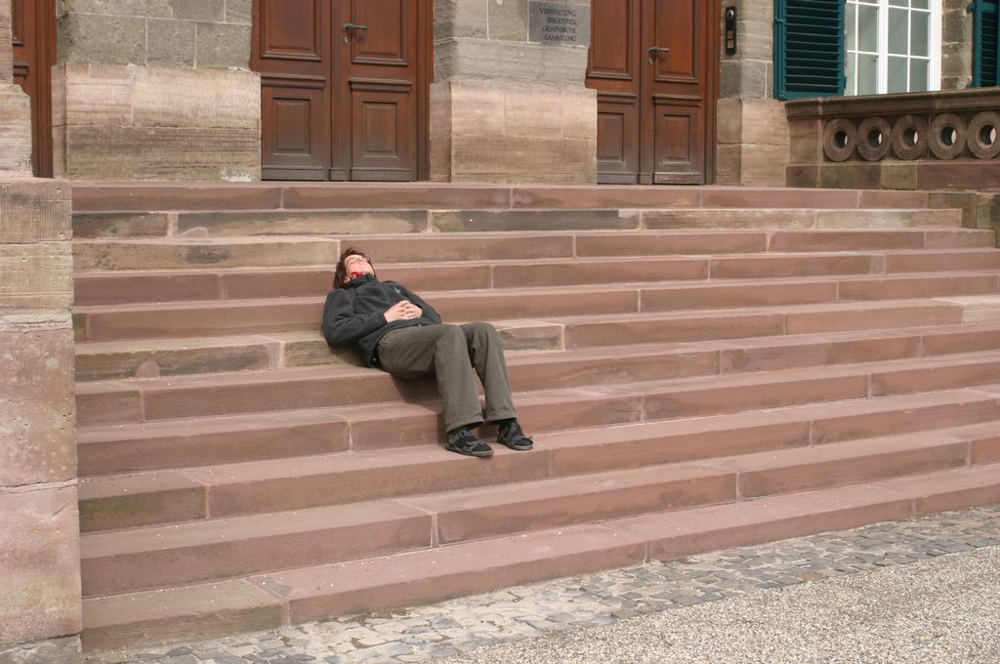 VERWALTUNG
BIBLIOTHEK
GRAPHISCHE
SAMMLUNG